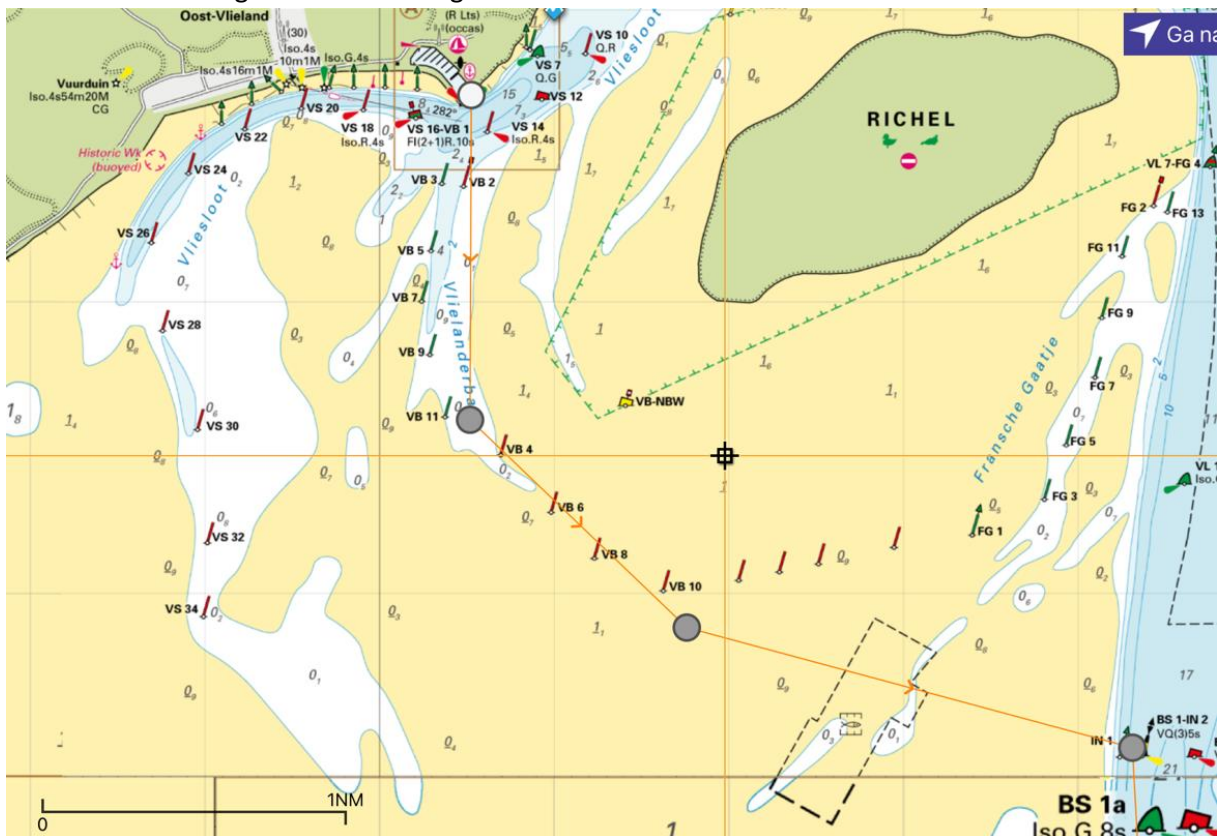 Oost-Vlieland
(30)
Iso.4s
10m1M
Iso.4s16m1M
Iso.G.4s
(R Lts)
(occas)
Vuurduin
Iso.4s54m20M
CG
VS 10
Q.R
VS 7
Q.G
VS 12
Vliesloot
Ga na
VS 20
VS 22
VS 18
Iso.R.4s
282°
VS 16-VB 1
Fl(2+1)R.10s
VS 14
Iso.R.4s
Historic Wk
(buoyed)
VS 24
VS 26
Vliesloot
VB 3
VB 2
VB 5
VB 7
VB 9
VB 11
RICHEL
VL 7-FG 4
FG 2
FG 13
FG 11
FG 9
FG 7
FG 5
FG 3
FG 1
Fransche Gaatje
VS 28
VS 30
VS 32
VS 34
VB-NBW
VB 4
VB 6
VB 8
VB 10
VL 1
IN 1
BS 1-IN 2
VQ(3)5s
17
21
BS 1a
Iso.G.8s
0
1NM